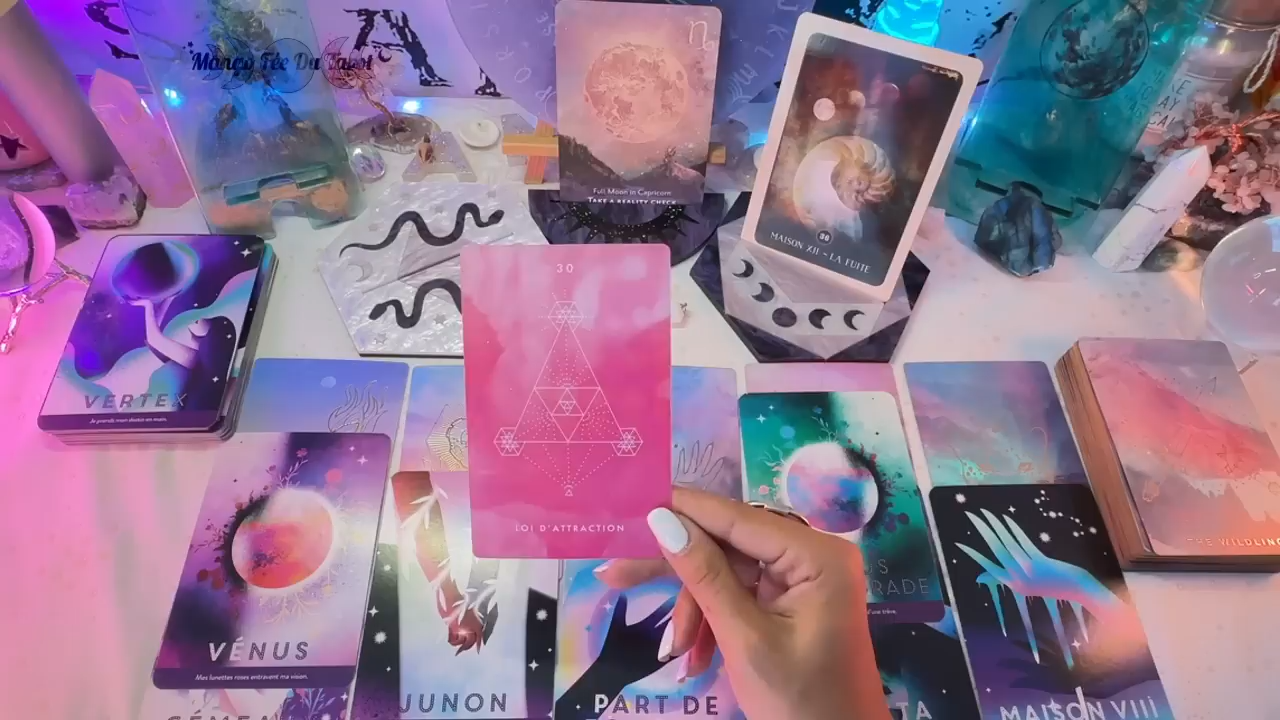 Manou Fée Du Tarot
Full Moon in Capricorn
TAKE A REALITY CHECK
MAISON XII - LA FUITE
30
LOI D'ATTRACTION
VERTEX
Je prends mon destin en main.
VÉNUS
Mes lunettes roses entravent ma vision.
JUNON
PART DE
MAISON VIII
THE WILDLING